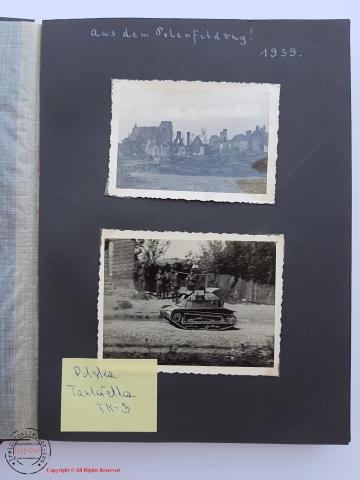 Aus dem Polenfeldzug!
1939.
Polska
Tankietka
TK-3
Copyright © All Rights Reserved